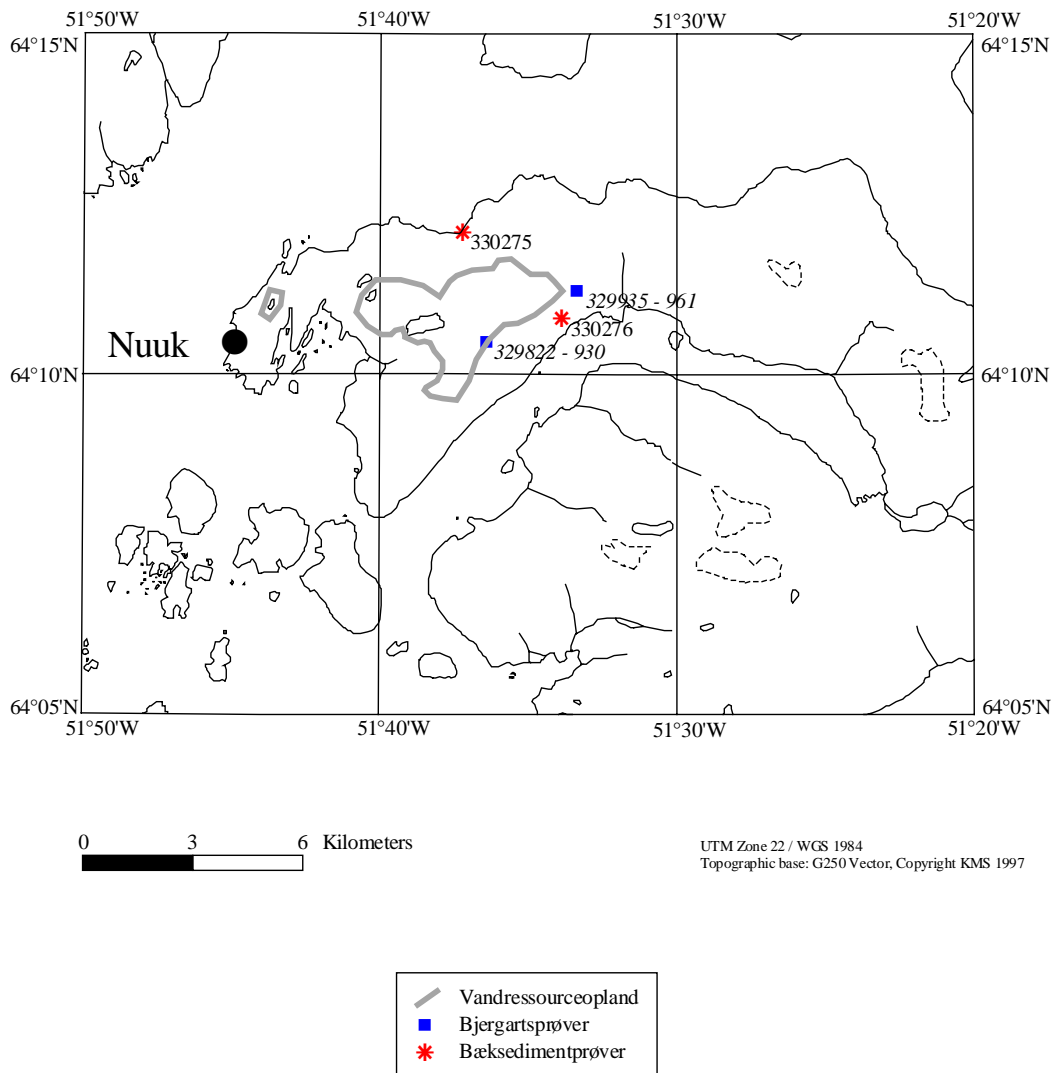 51°50'W 51°40'W 51°30'W 51°20'W
64°15'N 64°15'N
330275
329935 - 961
330276
Nuuk
329822 - 930
64°10'N 64°10'N
64°05'N 64°05'N
51°50'W 51°40'W 51°30'W 51°20'W
0 3 6 Kilometers
UTM Zone 22 / WGS 1984
Topographic base: G250 Vector, Copyright KMS 1997
Vandressourceopland
Bjergartsprøver
Bæksedimentprøver